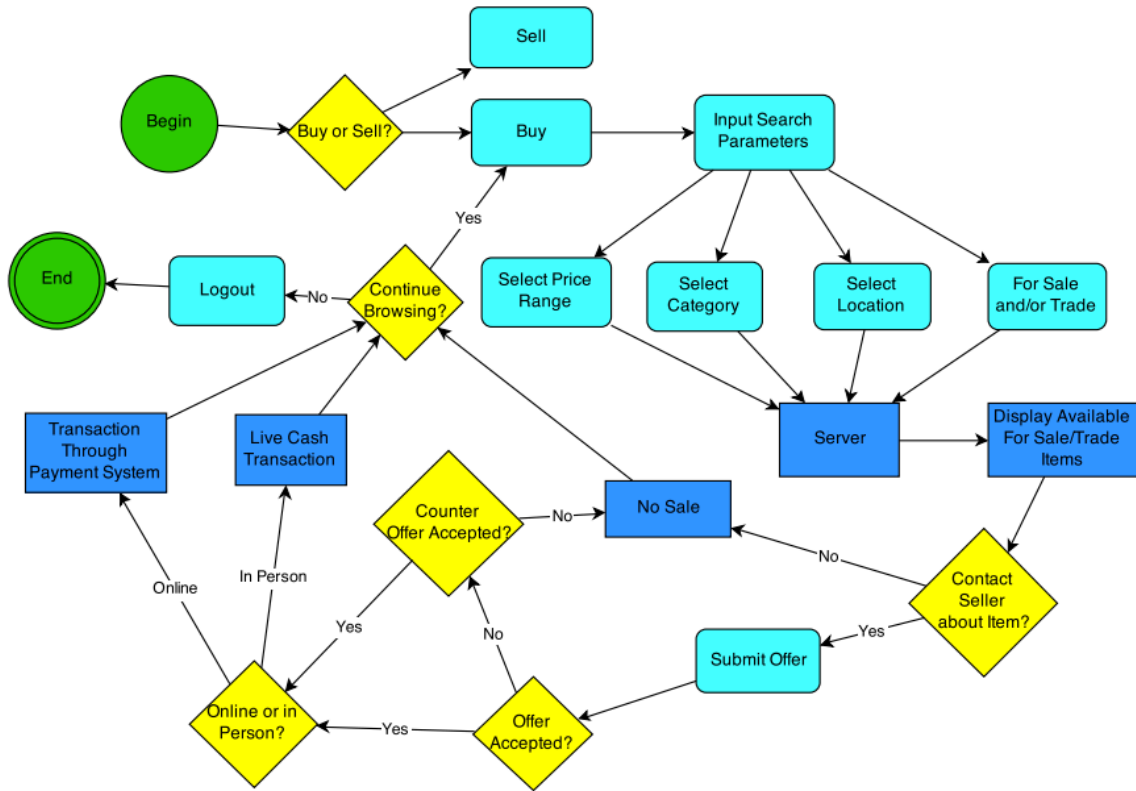 Sell
Begin
Buy or Sell?
Buy
Input Search
Parameters
Yes
End
Logout
No
Continue
Browsing?
Select Price
Range
Select
Category
Select
Location
For Sale
and/or Trade
Transaction
Through
Payment System
Live Cash
Transaction
Server
Display Available
For Sale/Trade
Items
Counter
Offer Accepted?
No
No Sale
No
Contact
Seller
about Item?
Online
In Person
Yes
No
Yes
Submit Offer
Online or in
Person?
Yes
Offer
Accepted?